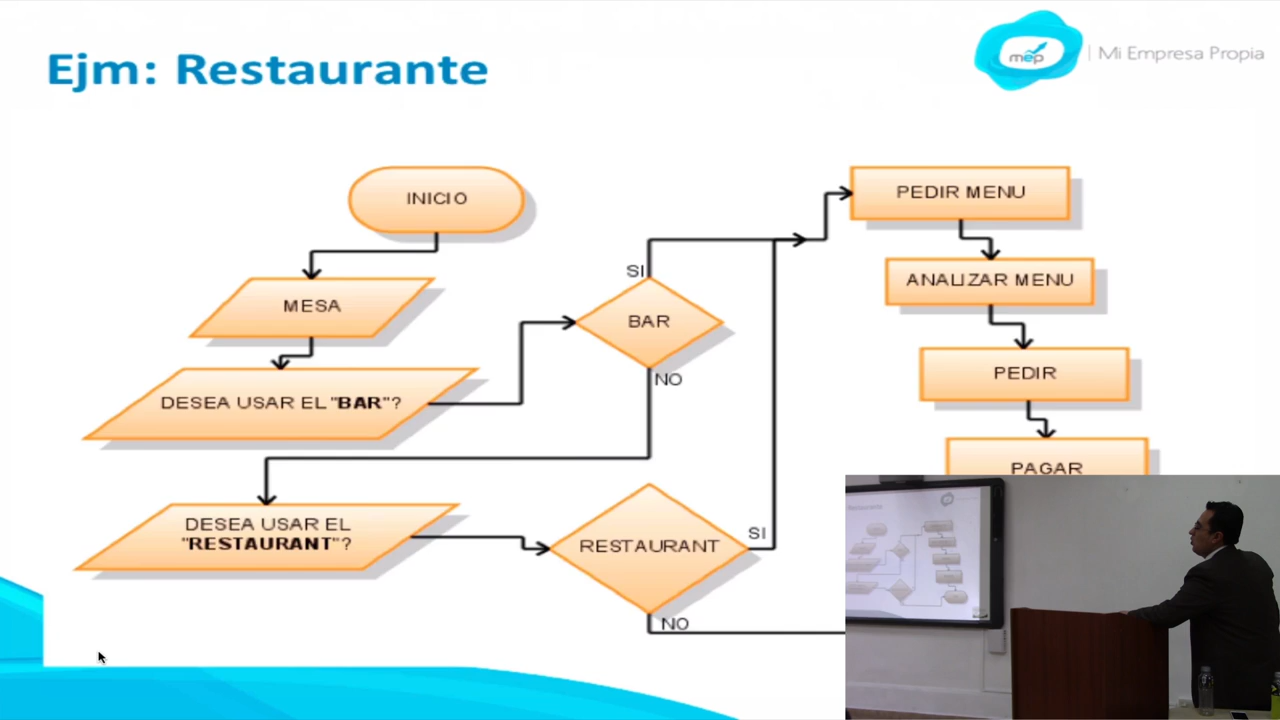 Ejm: Restaurante
mep
Mi Empresa Propia
INICIO
MESA
DESEA USAR EL "BAR"?
BAR
SI
NO
DESEA USAR EL
"RESTAURANT"?
RESTAURANT
SI
NO
PEDIR MENU
ANALIZAR MENU
PEDIR
PAGAR